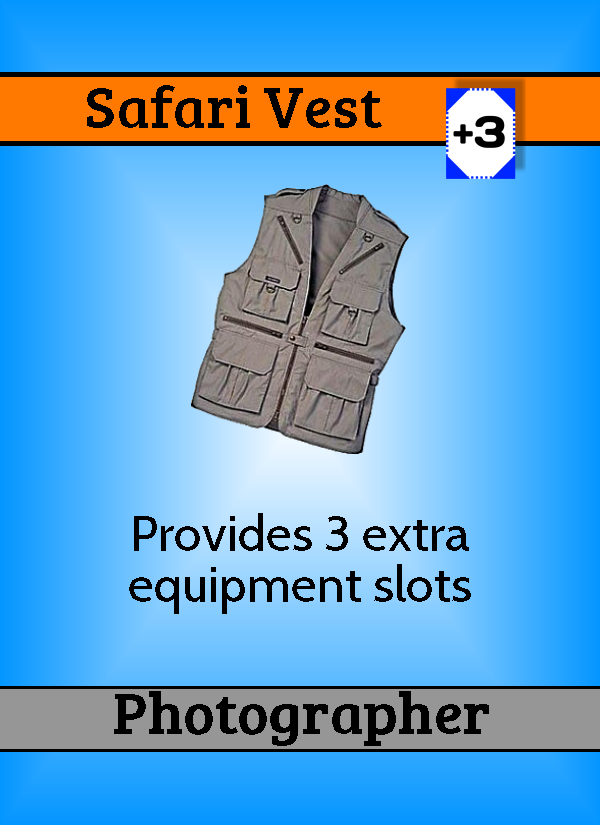 Safari Vest
+3
Provides 3 extra
equipment slots
Photographer